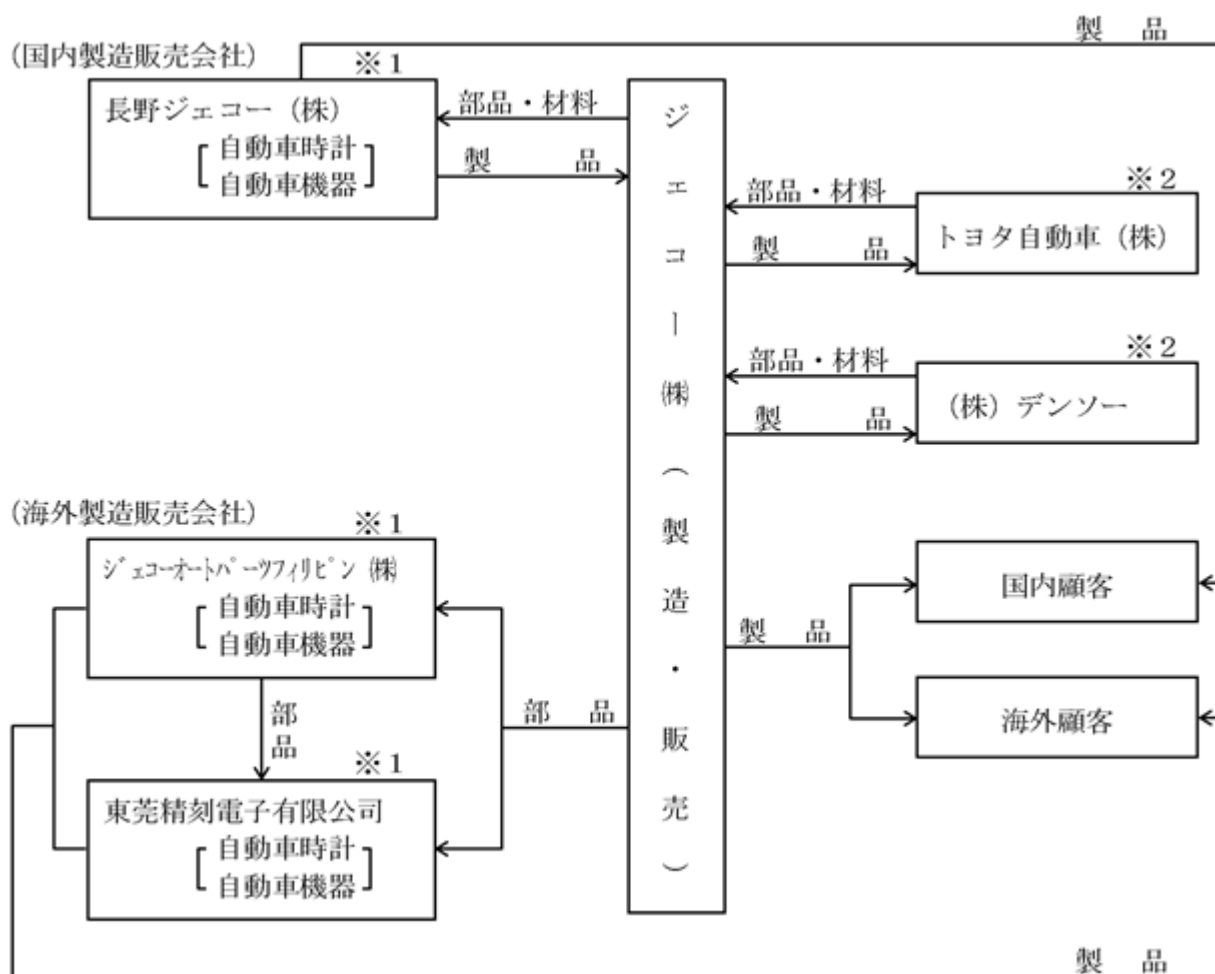 製 品
(国内製造販売会社)
※1
長野ジェコー(株)
自動車時計
自動車機器
部品・材料
製 品
ジェコー㈱(製造・販売)
※2
部品・材料
トヨタ自動車(株)
製 品
※2
部品・材料
(株)デンソー
製 品
(海外製造販売会社)
※1
ジェコーオートパーツフィリピン㈱
自動車時計
自動車機器
部品
※1
東莞精刻電子有限公司
自動車時計
自動車機器
部 品
製 品
国内顧客
海外顧客
製 品